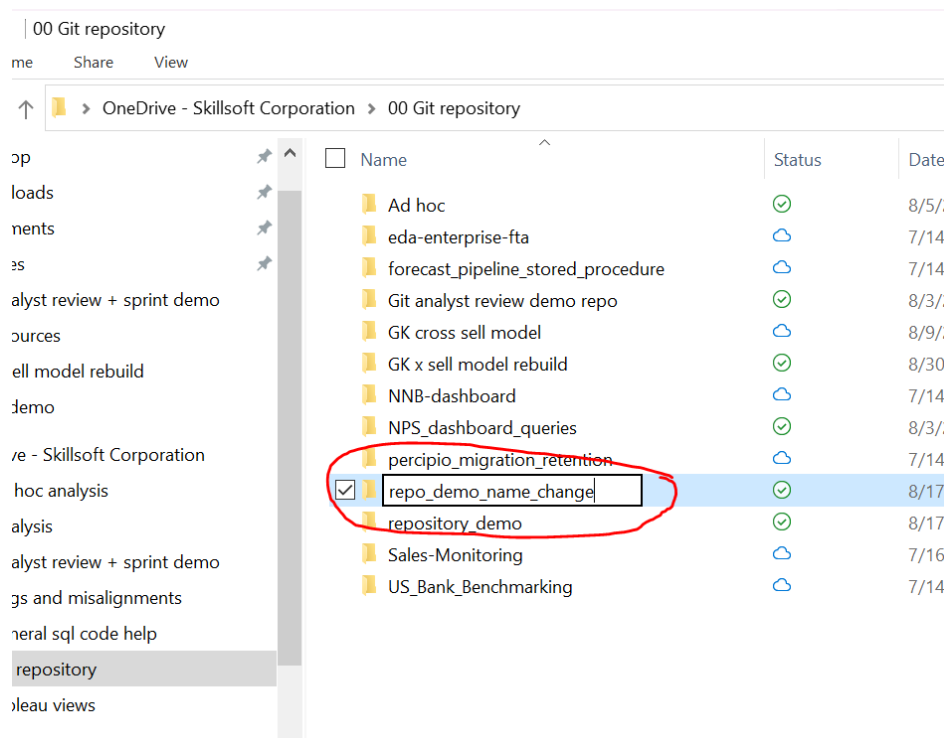 00 Git repository
me Share View
OneDrive - Skillsoft Corporation 00 Git repository
op
loads
ments
es
alyst review + sprint demo
ources
ell model rebuild
demo
ve - Skillsoft Corporation
hoc analysis
alysis
alyst review + sprint demo
gs and misalignments
neral sql code help
repository
bleau views
Name Status Date
Ad hoc 8/5/2
eda-enterprise-fta 7/14
forecast_pipeline_stored_procedure 7/14
Git analyst review demo repo 8/3/2
GK cross sell model 8/9/2
GK x sell model rebuild 8/30
NNB-dashboard 7/14
NPS_dashboard_queries 8/3/2
percipio_migration_retention 7/14
repo_demo_name_change 8/17
repository_demo 8/17
Sales-Monitoring 7/16
US_Bank_Benchmarking 7/14